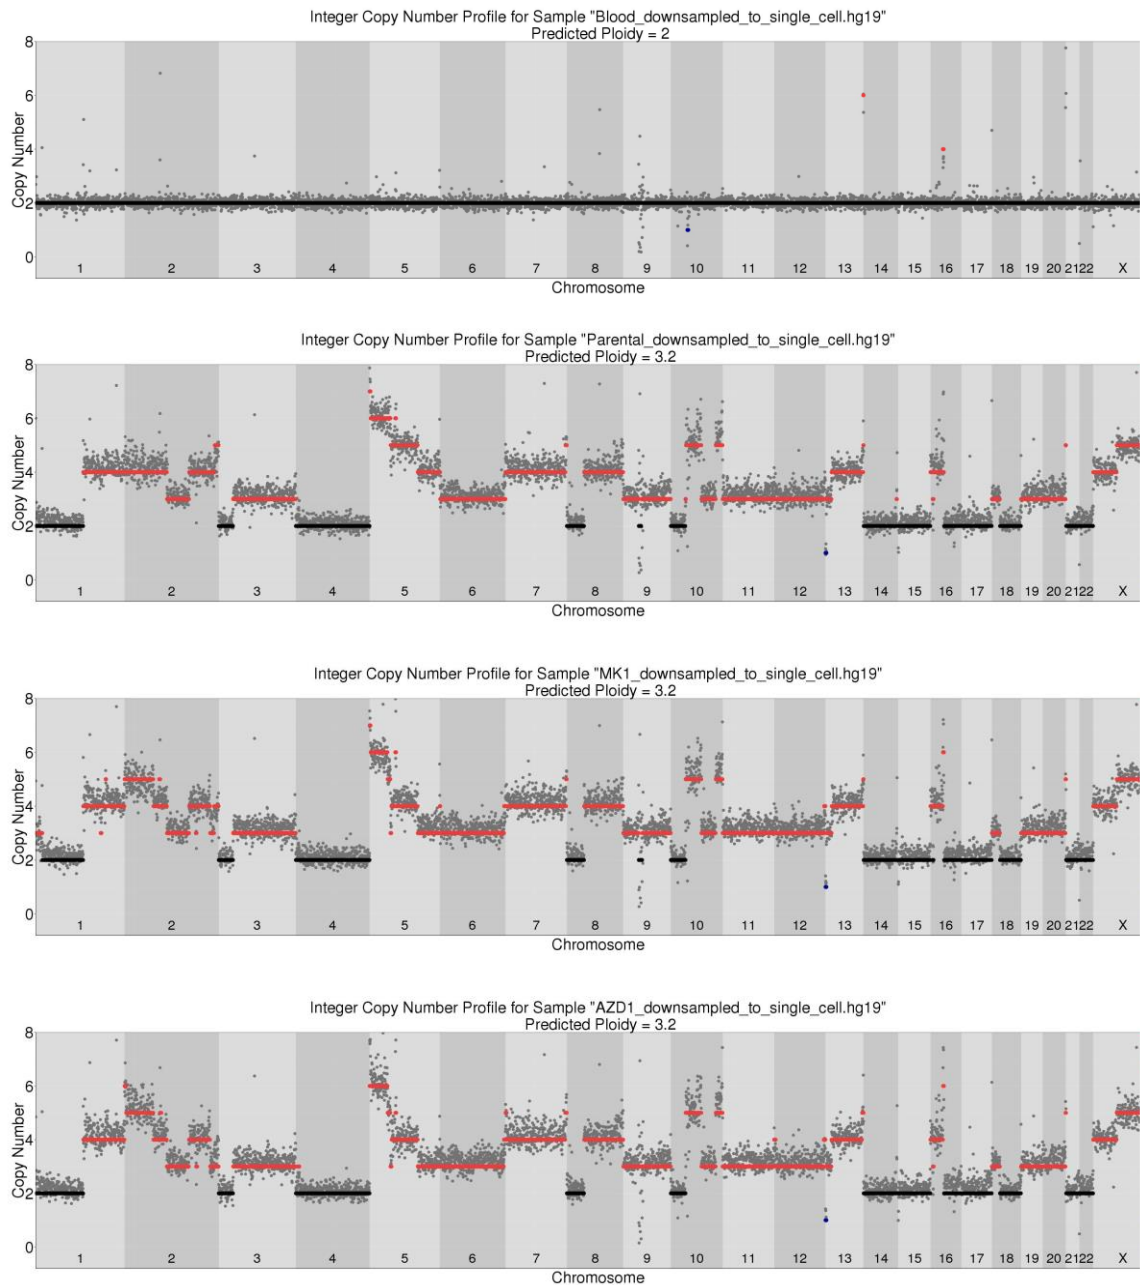 Integer Copy Number Profile for Sample "Blood_downsampled_to_single_cell.hg19"
Predicted Ploidy = 2
8
6
4
2
0
Copy Number
1 2 3 4 5 6 7 8 9 10 11 12 13 14 15 16 17 18 19 20 21 22 X
Chromosome
Integer Copy Number Profile for Sample "Parental_downsampled_to_single_cell.hg19"
Predicted Ploidy = 3.2
8
6
4
2
0
Copy Number
1 2 3 4 5 6 7 8 9 10 11 12 13 14 15 16 17 18 19 20 21 22 X
Chromosome
Integer Copy Number Profile for Sample "MK1_downsampled_to_single_cell.hg19"
Predicted Ploidy = 3.2
8
6
4
2
0
Copy Number
1 2 3 4 5 6 7 8 9 10 11 12 13 14 15 16 17 18 19 20 21 22 X
Chromosome
Integer Copy Number Profile for Sample "AZD1_downsampled_to_single_cell.hg19"
Predicted Ploidy = 3.2
8
6
4
2
0
Copy Number
1 2 3 4 5 6 7 8 9 10 11 12 13 14 15 16 17 18 19 20 21 22 X
Chromosome